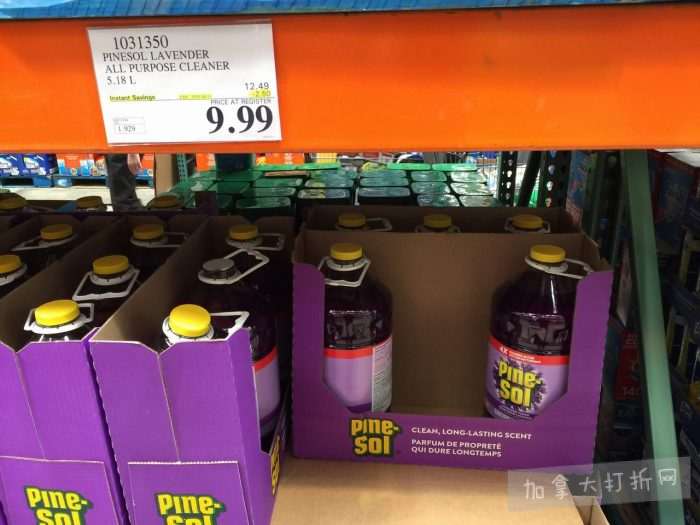 1031350
PINESOL LAVENDER
ALL PURPOSE CLEANER
5.18 L
12.49
Instant Savings
-2.50
PRICE AT REGISTER
9.99
1.929
Pine-
Sol
Pine-
Sol
CLEAN, LONG-LASTING SCENT
PARFUM DE PROPRETÉ
QUI DURE LONGTEMPS
Pine-
Sol
Pine-
Sol
加拿大打折网